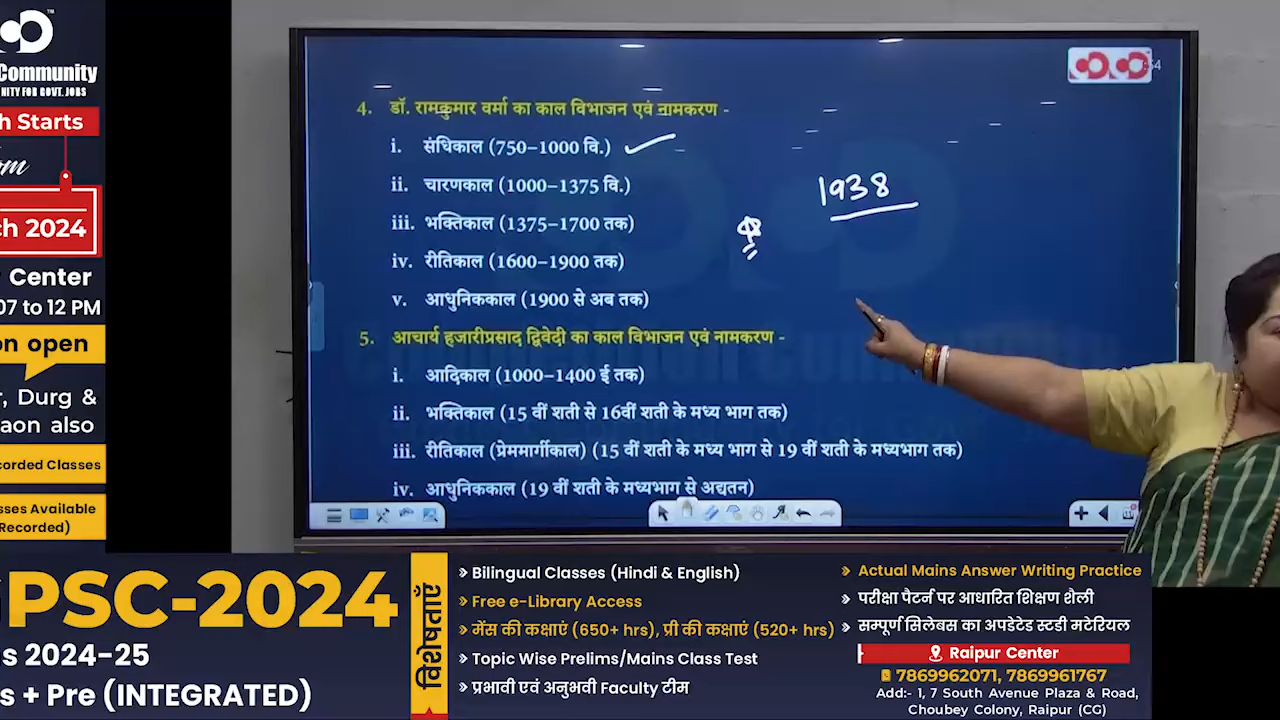 Community
NITY FOR GOVT. JOBS
h Starts
om
ch 2024
Center
07 to 12 PM
on open
r, Durg &
aon also
corded Classes
sses Available
Recorded)
:54
4. डॉ. रामकुमार वर्मा का काल विभाजन एवं नामकरण -
i. संधिकाल (750–1000 वि.)
ii. चारणकाल (1000–1375 वि.)
iii. भक्तिकाल (1375–1700 तक)
iv. रीतिकाल (1600–1900 तक)
v. आधुनिककाल (1900 से अब तक)
1938
5. आचार्य हजारीप्रसाद द्विवेदी का काल विभाजन एवं नामकरण -
i. आदिकाल (1000–1400 ई तक)
ii. भक्तिकाल (15 वीं शती से 16वीं शती के मध्य भाग तक)
iii. रीतिकाल (प्रेममार्गीकाल) (15 वीं शती के मध्य भाग से 19 वीं शती के मध्यभाग तक)
iv. आधुनिककाल (19 वीं शती के मध्यभाग से अद्यतन)
GPSC-2024
s 2024-25
s + Pre (INTEGRATED)
विशेषताएँ
Bilingual Classes (Hindi & English)
Free e-Library Access
मेंस की कक्षाएं (650+ hrs), प्री की कक्षाएं (520+ hrs)
Topic Wise Prelims/Mains Class Test
प्रभावी एवं अनुभवी Faculty टीम
Actual Mains Answer Writing Practice
परीक्षा पैटर्न पर आधारित शिक्षण शैली
सम्पूर्ण सिलेबस का अपडेटेड स्टडी मटेरियल
Raipur Center
7869962071, 7869961767
Add:- 1, 7 South Avenue Plaza & Road,
Choubey Colony, Raipur (CG)